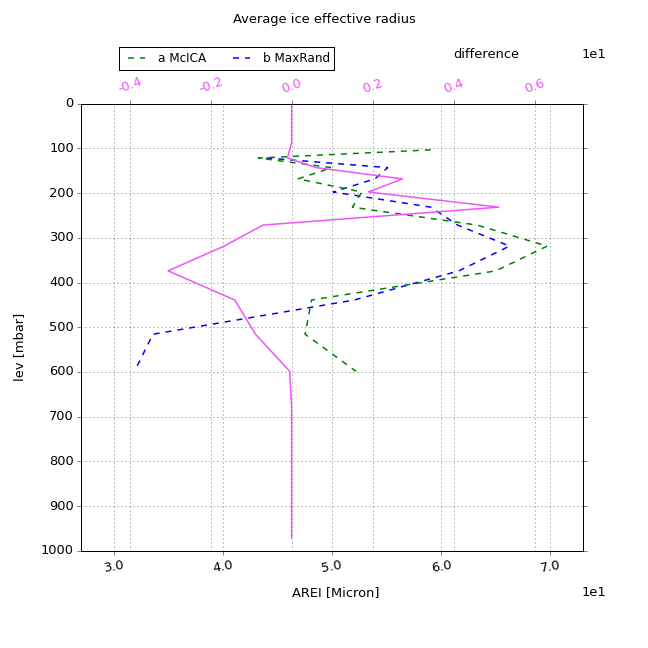 Average ice effective radius
a McICA b MaxRand
difference 1e1
-0.4 -0.2 0.0 0.2 0.4 0.6
0
100
200
300
400
500
600
700
800
900
1000
lev [mbar]
3.0 4.0 5.0 6.0 7.0
AREI [Micron] 1e1